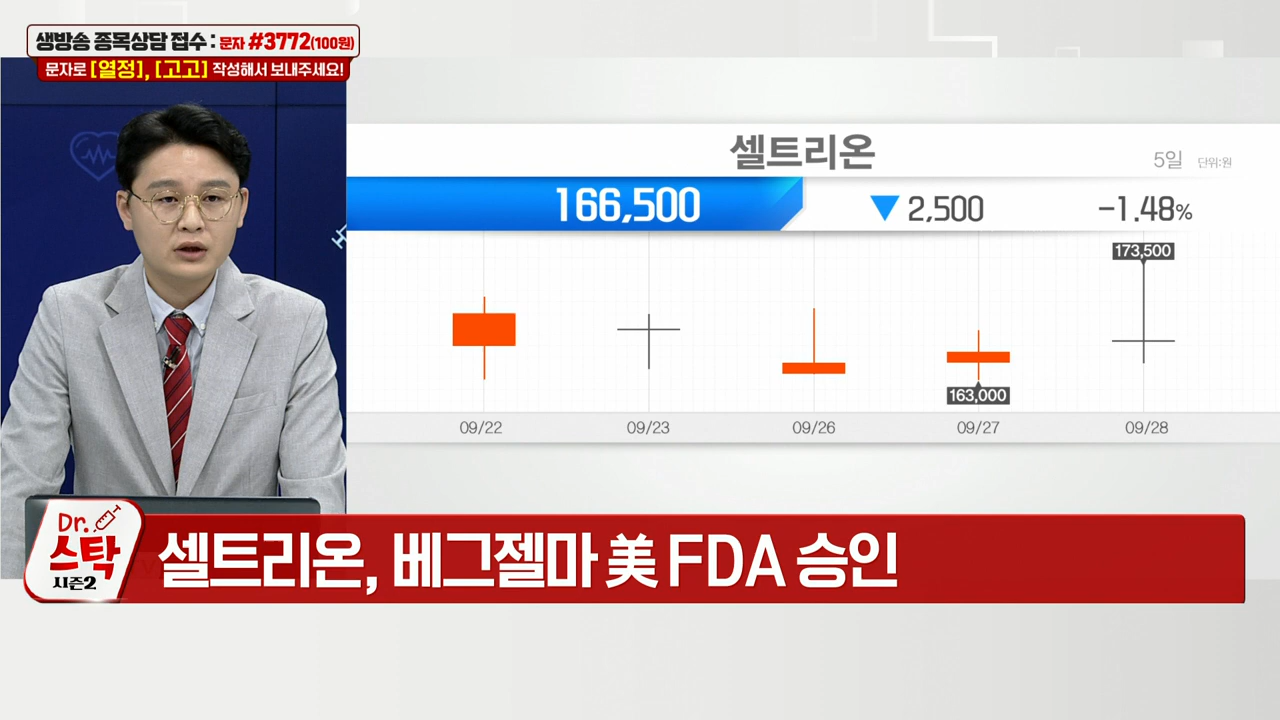 생방송 종목상담 접수 : 문자 #3772(100원)
문자로 [열정], [고고] 작성해서 보내주세요!
셀트리온
5일 단위:원
166,500 ▼ 2,500 -1.48%
173,500
163,000
09/22 09/23 09/26 09/27 09/28
Dr.
스탁
시즌2
셀트리온, 베그젤마 美 FDA 승인